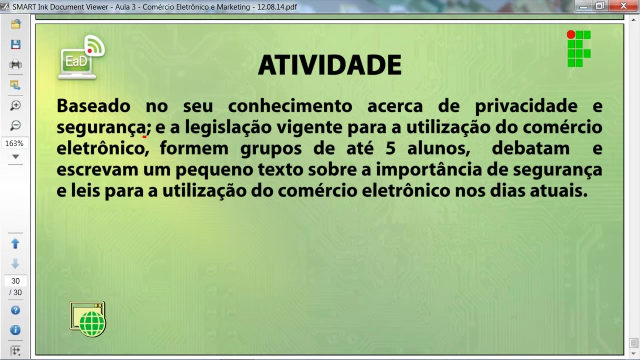 SMART Ink Document Viewer - Aula 3 - Comércio Eletrônico e Marketing - 12.08.14.pdf
EaD
ATIVIDADE
Baseado no seu conhecimento acerca de privacidade e
segurança; e a legislação vigente para a utilização do comércio
eletrônico, formem grupos de até 5 alunos, debatam e
escrevam um pequeno texto sobre a importância de segurança
e leis para a utilização do comércio eletrônico nos dias atuais.
163%
30
/ 30